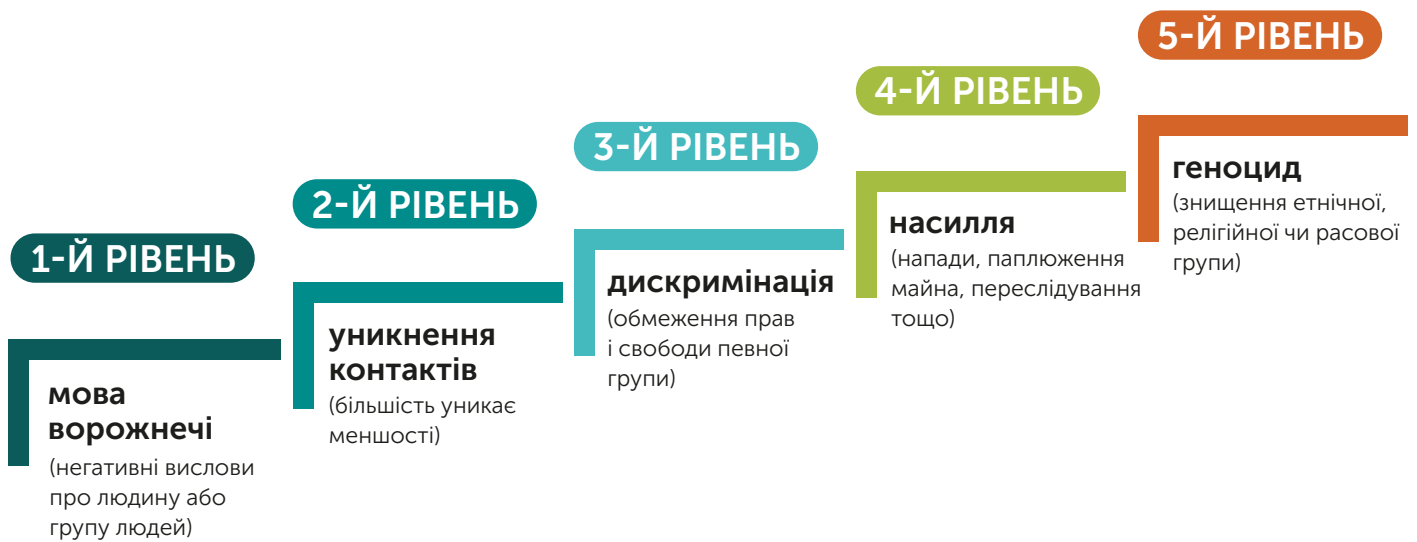 1-Й РІВЕНЬ
мова
ворожнечі
(негативні вислови
про людину або
групу людей)
2-Й РІВЕНЬ
уникнення
контактів
(більшість уникає
меншості)
3-Й РІВЕНЬ
дискримінація
(обмеження прав
і свободи певної
групи)
4-Й РІВЕНЬ
насилля
(напади, паплюження
майна, переслідування
тощо)
5-Й РІВЕНЬ
геноцид
(знищення етнічної,
релігійної чи расової
групи)